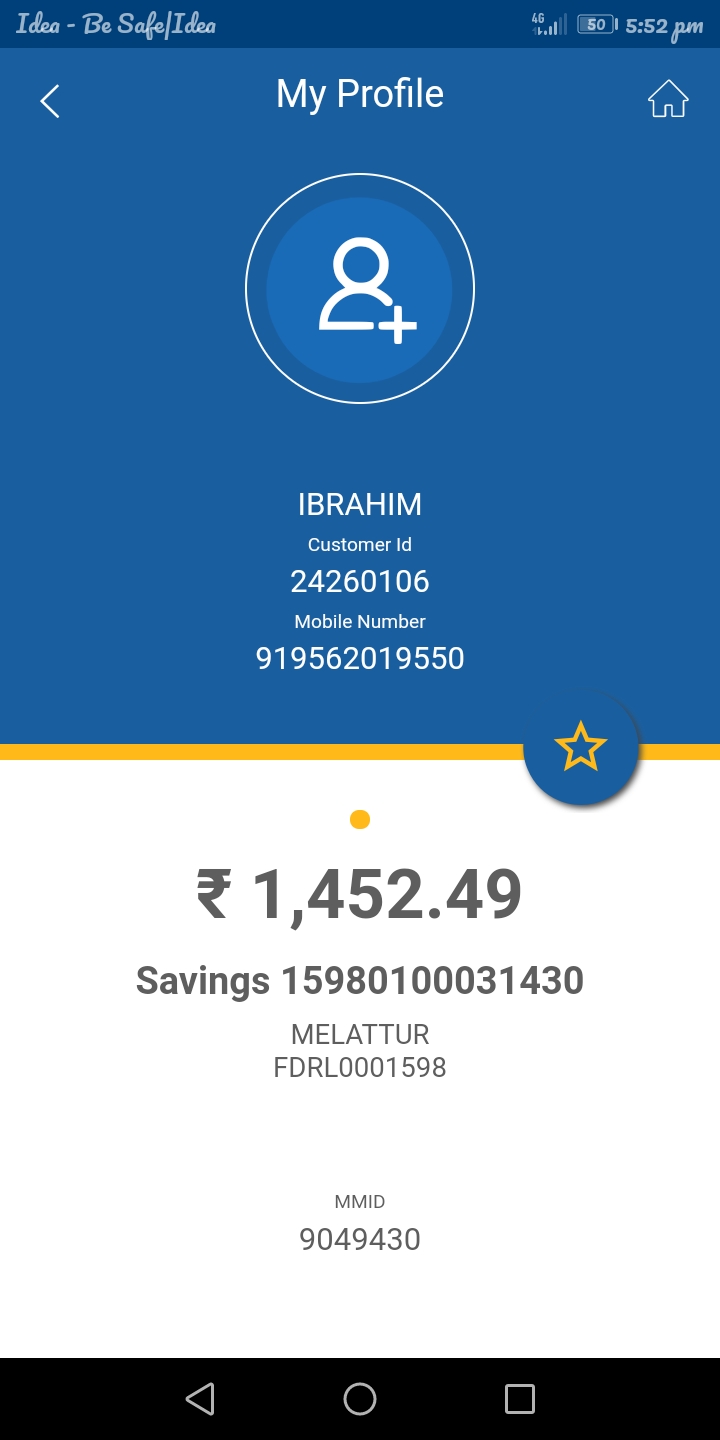 Idea - Be Safe|Idea 4G 50 5:52 pm
My Profile
IBRAHIM
Customer Id
24260106
Mobile Number
919562019550
₹ 1,452.49
Savings 15980100031430
MELATTUR
FDRL0001598
MMID
9049430